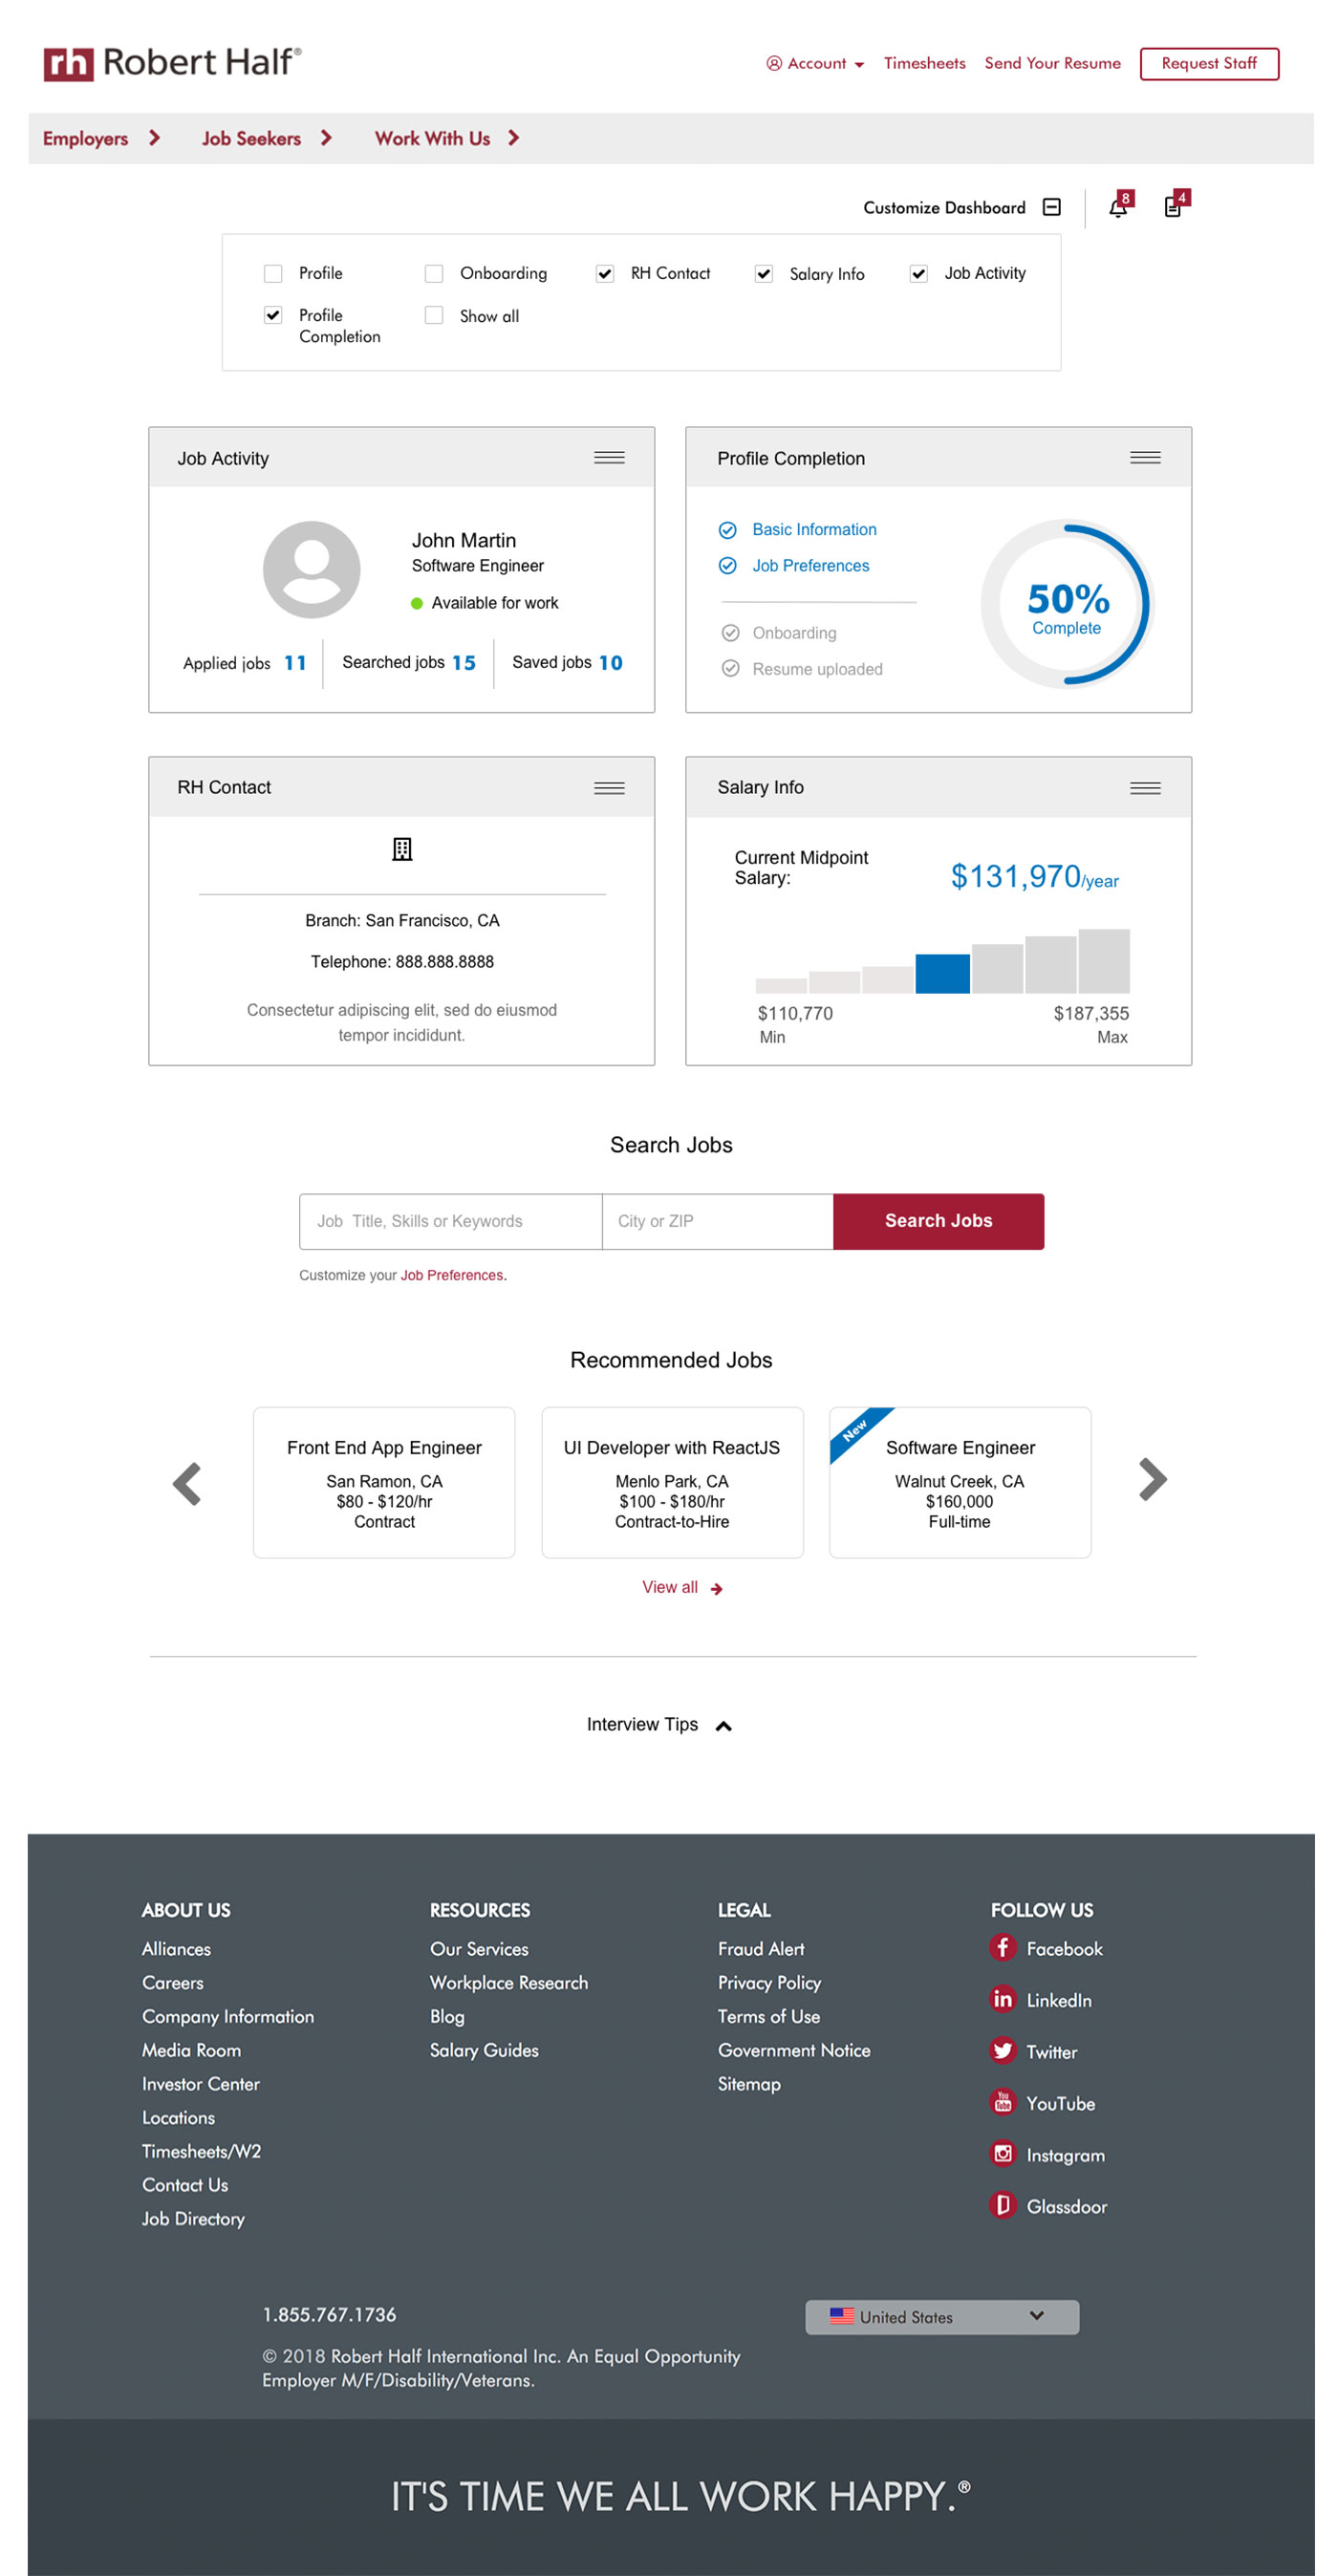 rh Robert Half®
Account Timesheets Send Your Resume Request Staff
Employers Job Seekers Work With Us
Customize Dashboard 8 4
Profile Onboarding RH Contact Salary Info Job Activity
Profile Show all
Completion
Job Activity
John Martin
Software Engineer
Available for work
Applied jobs 11 Searched jobs 15 Saved jobs 10
Profile Completion
Basic Information
Job Preferences
Onboarding
Resume uploaded
50%
Complete
RH Contact
Branch: San Francisco, CA
Telephone: 888.888.8888
Consectetur adipiscing elit, sed do eiusmod
tempor incididunt.
Salary Info
Current Midpoint
Salary:
$131,970/year
$110,770 $187,355
Min Max
Search Jobs
Job Title, Skills or Keywords City or ZIP Search Jobs
Customize your Job Preferences.
Recommended Jobs
Front End App Engineer
San Ramon, CA
$80 - $120/hr
Contract
UI Developer with ReactJS
Menlo Park, CA
$100 - $180/hr
Contract-to-Hire
New
Software Engineer
Walnut Creek, CA
$160,000
Full-time
View all
Interview Tips
ABOUT US
Alliances
Careers
Company Information
Media Room
Investor Center
Locations
Timesheets/W2
Contact Us
Job Directory
RESOURCES
Our Services
Workplace Research
Blog
Salary Guides
LEGAL
Fraud Alert
Privacy Policy
Terms of Use
Government Notice
Sitemap
FOLLOW US
f Facebook
in LinkedIn
Twitter
You Tube YouTube
Instagram
Glassdoor
1.855.767.1736
United States
© 2018 Robert Half International Inc. An Equal Opportunity
Employer M/F/Disability/Veterans.
IT'S TIME WE ALL WORK HAPPY.®